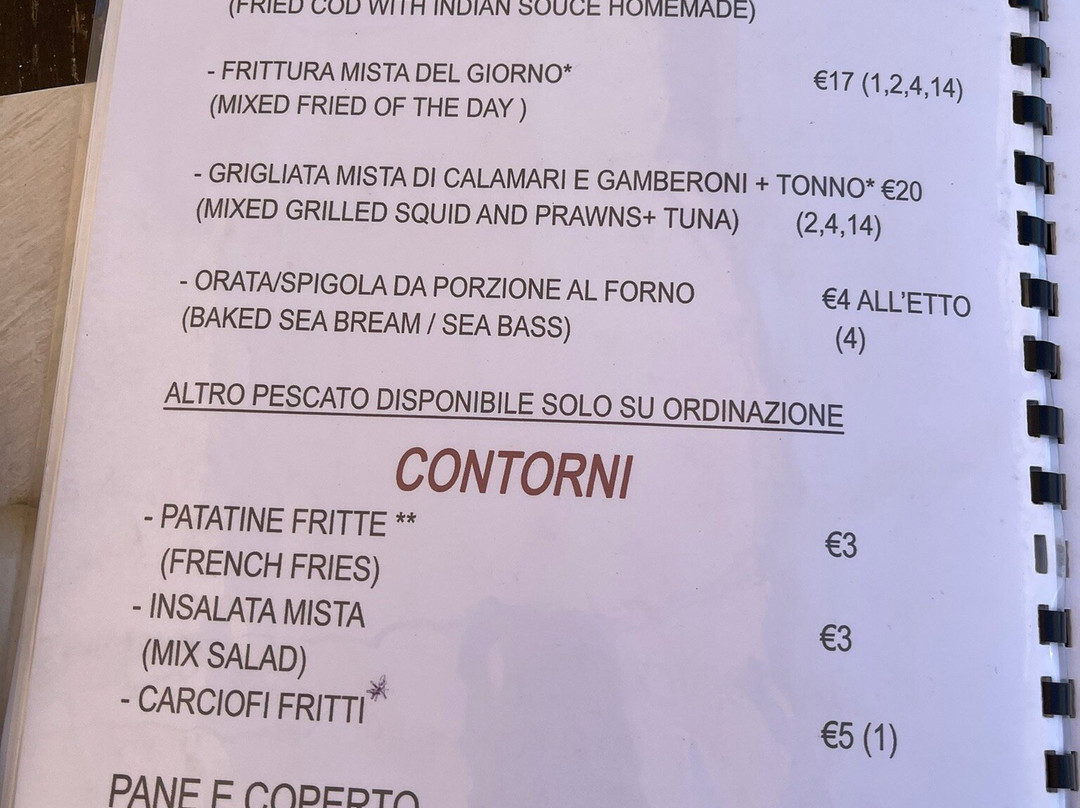 (FRIED COD WITH INDIAN SOUCE HOMEMADE)
- FRITTURA MISTA DEL GIORNO* €17 (1,2,4,14)
(MIXED FRIED OF THE DAY )
- GRIGLIATA MISTA DI CALAMARI E GAMBERONI + TONNO* €20
(MIXED GRILLED SQUID AND PRAWNS+ TUNA) (2,4,14)
- ORATA/SPIGOLA DA PORZIONE AL FORNO €4 ALL'ETTO
(BAKED SEA BREAM / SEA BASS) (4)
ALTRO PESCATO DISPONIBILE SOLO SU ORDINAZIONE
CONTORNI
- PATATINE FRITTE ** €3
(FRENCH FRIES)
- INSALATA MISTA €3
(MIX SALAD)
- CARCIOFI FRITTI* €5 (1)
PANE E COPERTO